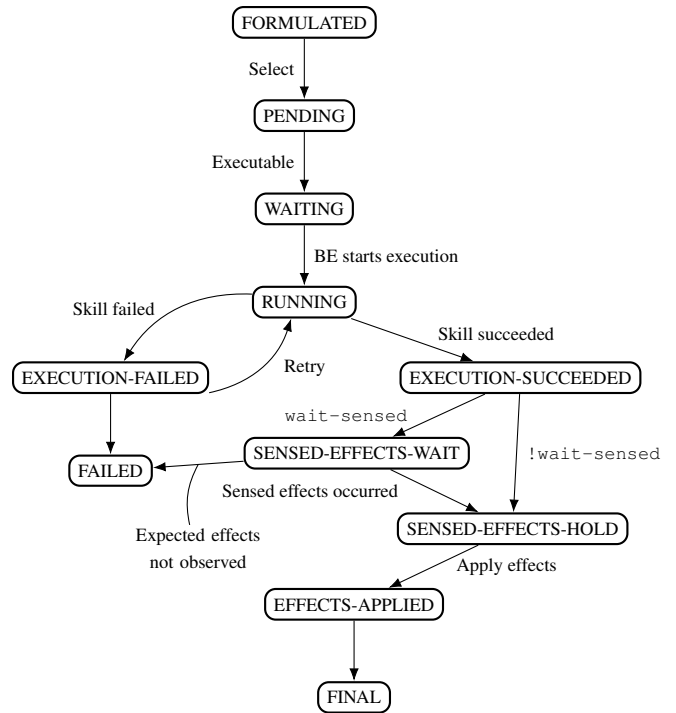 FORMULATED
Select
PENDING
Executable
WAITING
BE starts execution
RUNNING
Skill failed
Skill succeeded
Retry
EXECUTION-FAILED
EXECUTION-SUCCEEDED
wait-sensed
!wait-sensed
SENSED-EFFECTS-WAIT
FAILED
Sensed effects occurred
Expected effects
not observed
SENSED-EFFECTS-HOLD
Apply effects
EFFECTS-APPLIED
FINAL